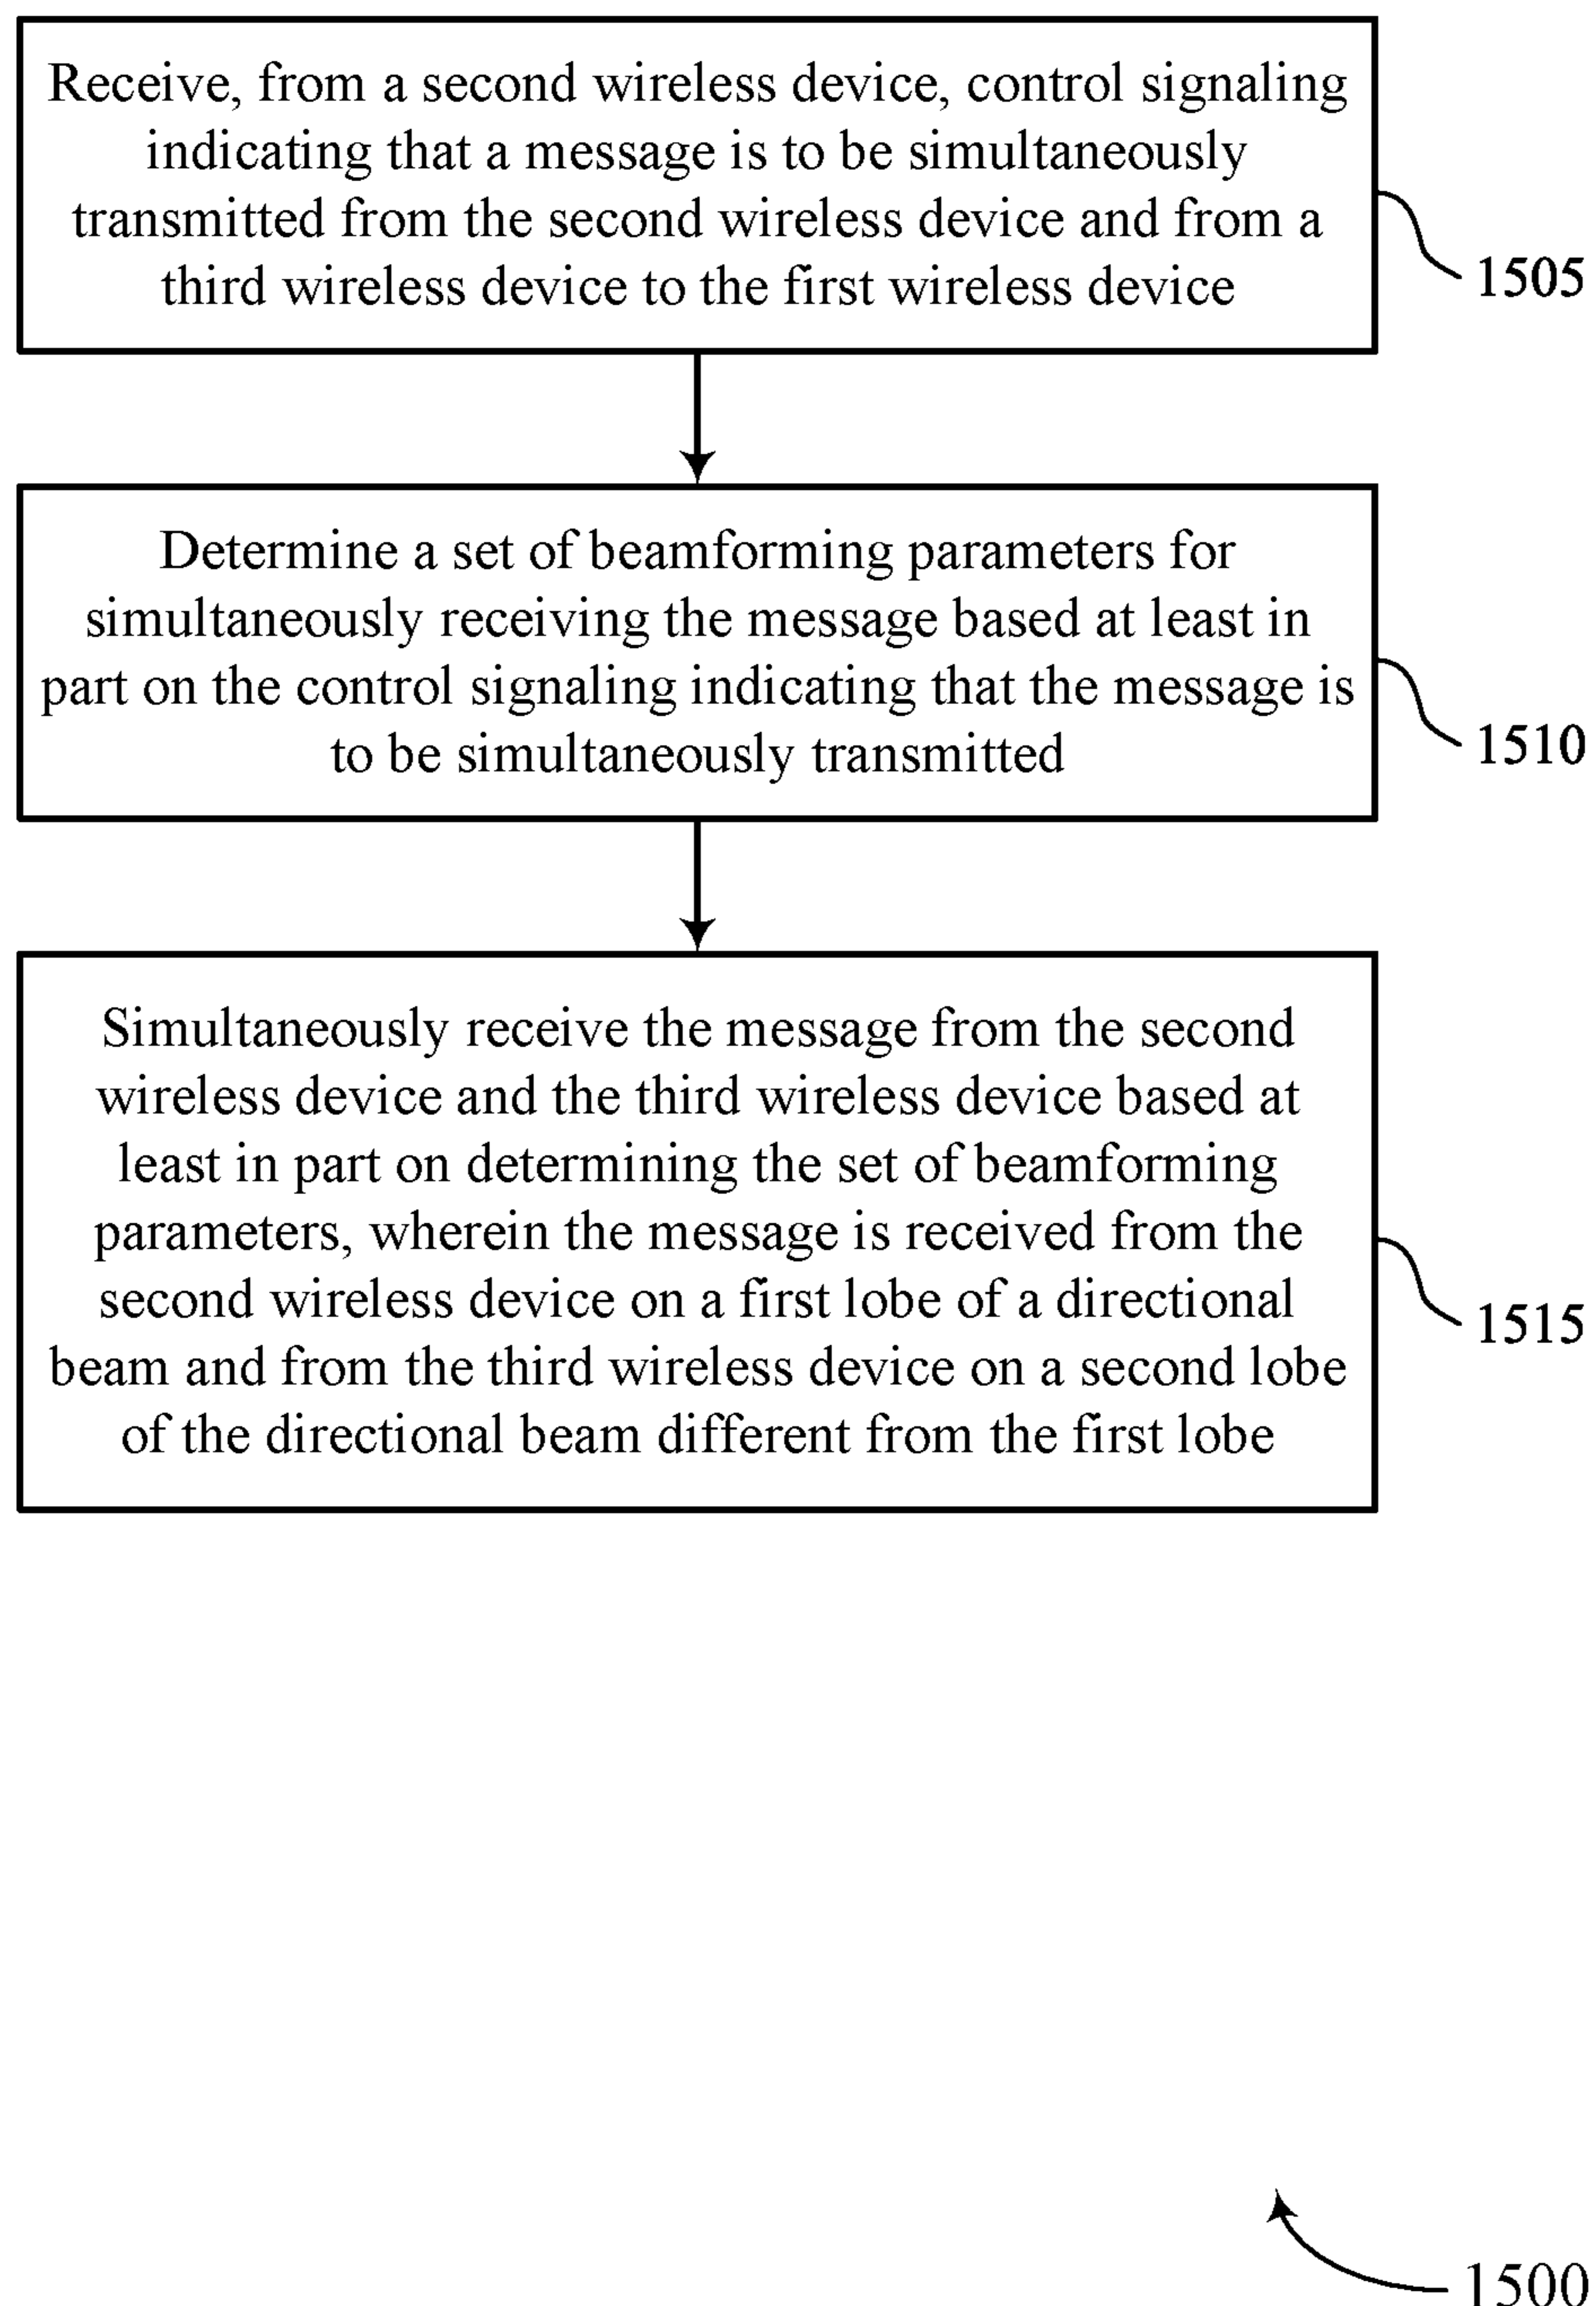 Receive, from a second wireless device, control signaling
indicating that a message is to be simultaneously
transmitted from the second wireless device and from a
third wireless device to the first wireless device
1505
Determine a set of beamforming parameters for
simultaneously receiving the message based at least in
part on the control signaling indicating that the message is
to be simultaneously transmitted
1510
Simultaneously receive the message from the second
wireless device and the third wireless device based at
least in part on determining the set of beamforming
parameters, wherein the message is received from the
second wireless device on a first lobe of a directional
beam and from the third wireless device on a second lobe
of the directional beam different from the first lobe
1515
1500